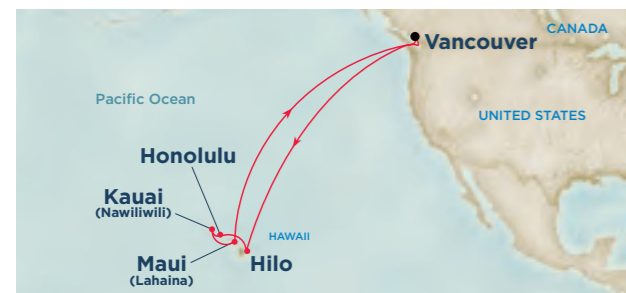 CANADA
Vancouver
Pacific Ocean
UNITED STATES
Honolulu
Kauai
(Nawiliwili)
HAWAII
Maui
(Lahaina)
Hilo